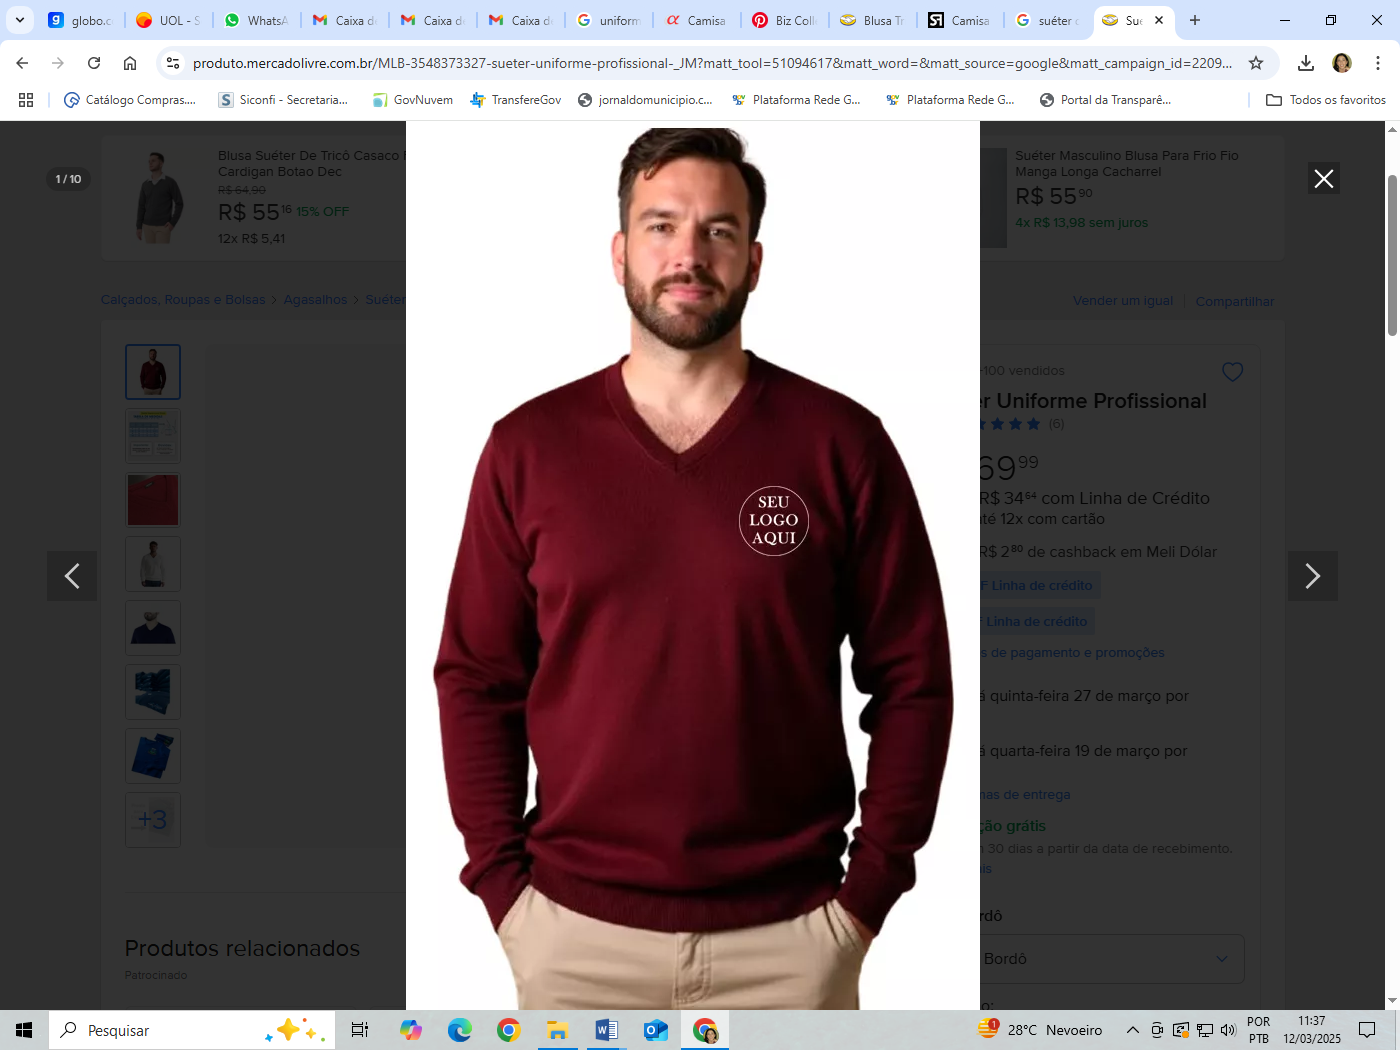 globo.c
UOL - S
WhatsA
Caixa de
Caixa de
Caixa de
uniform
Camisa
Biz Coll
Blusa Tr
Camisa
suéter c
Sué
produto.mercadolivre.com.br/MLB-3548373327-sueter-uniforme-profissional-_JM?matt_tool=51094617&matt_word=&matt_source=google&matt_campaign_id=2209...
Catálogo Compras....
Siconfi - Secretaria...
GovNuvem
TransfereGov
jornaldomunicipio.c...
Plataforma Rede G...
Plataforma Rede G...
Portal da Transparê...
Todos os favoritos
1 / 10
Blusa Suéter De Tricô Casaco
Cardigan Botao Dec
R$ 64,90
R$ 55 16 15% OFF
12x R$ 5,41
Suéter Masculino Blusa Para Frio Fio
Manga Longa Cacharrel
R$ 55 90
4x R$ 13,98 sem juros
Calçados, Roupas e Bolsas > Agasalhos > Suéter
Vender um igual
Compartilhar
+100 vendidos
er Uniforme Profissional
(6)
69 99
R$ 34 64 com Linha de Crédito
até 12x com cartão
R$ 2 80 de cashback em Meli Dólar
F Linha de crédito
F Linha de crédito
s de pagamento e promoções
á quinta-feira 27 de março por
á quarta-feira 19 de março por
mas de entrega
ção grátis
n 30 dias a partir da data de recebimento.
ais
rdô
Bordô
o:
SEU
LOGO
AQUI
+3
Produtos relacionados
Patrocinado
Pesquisar
1
28°C Nevoeiro
POR
PTB
11:37
12/03/2025